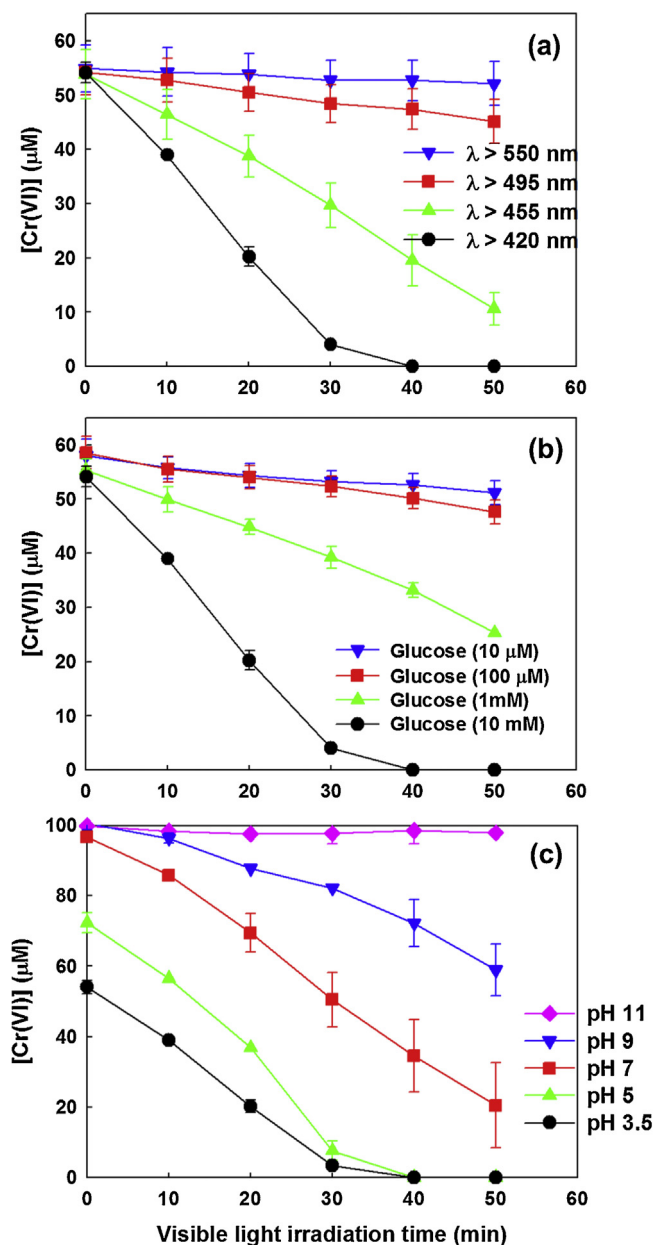 (a)
60
50
40
30
20
10
0
[Cr(VI)] (μM)
λ > 550 nm
λ > 495 nm
λ > 455 nm
λ > 420 nm
0 10 20 30 40 50 60
(b)
60
50
40
30
20
10
0
[Cr(VI)] (μM)
Glucose (10 μM)
Glucose (100 μM)
Glucose (1mM)
Glucose (10 mM)
0 10 20 30 40 50 60
(c)
100
80
60
40
20
0
[Cr(VI)] (μM)
pH 11
pH 9
pH 7
pH 5
pH 3.5
0 10 20 30 40 50 60
Visible light irradiation time (min)